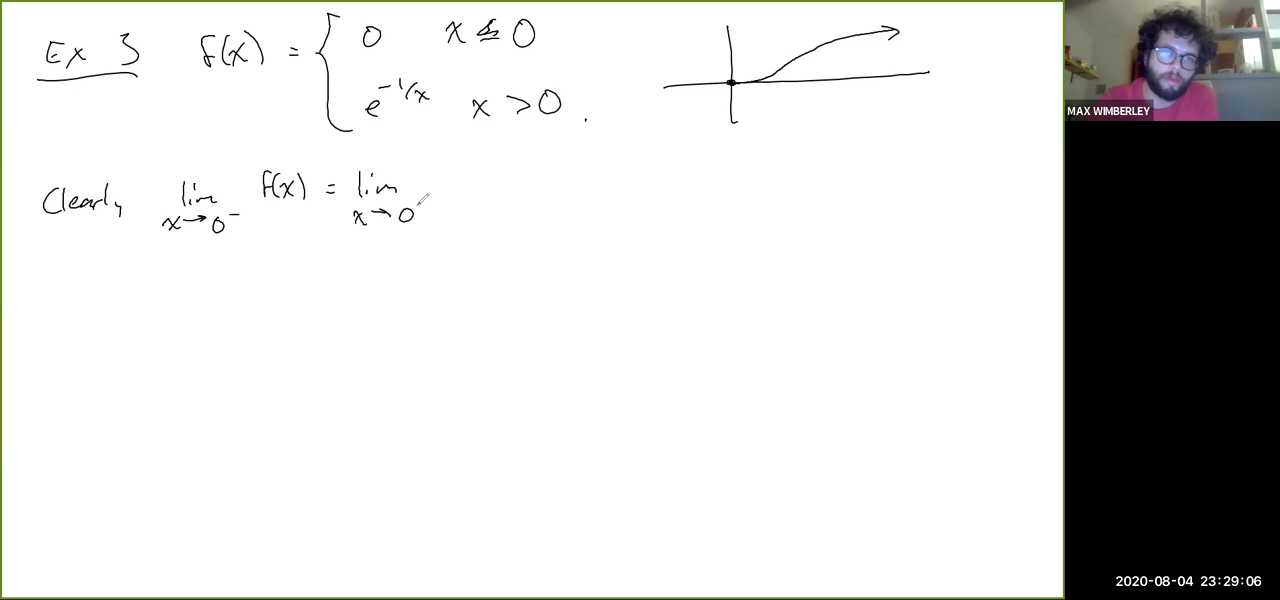 Ex 3 f(x) = { 0 x ≤ 0
e^{-1/x} x > 0 .
Clearly lim_{x→0^-} f(x) = lim_{x→0
MAX WIMBERLEY
2020-08-04 23:29:06